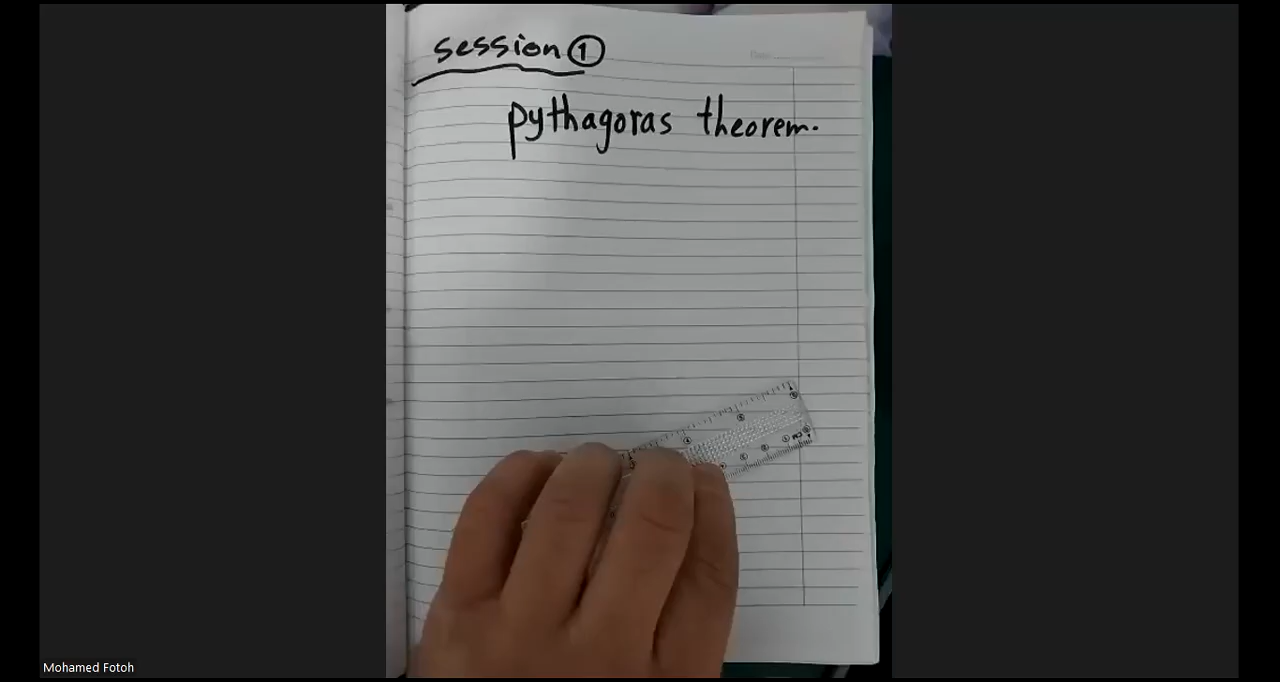 session ①
pythagoras theorem.
Mohamed Fotoh